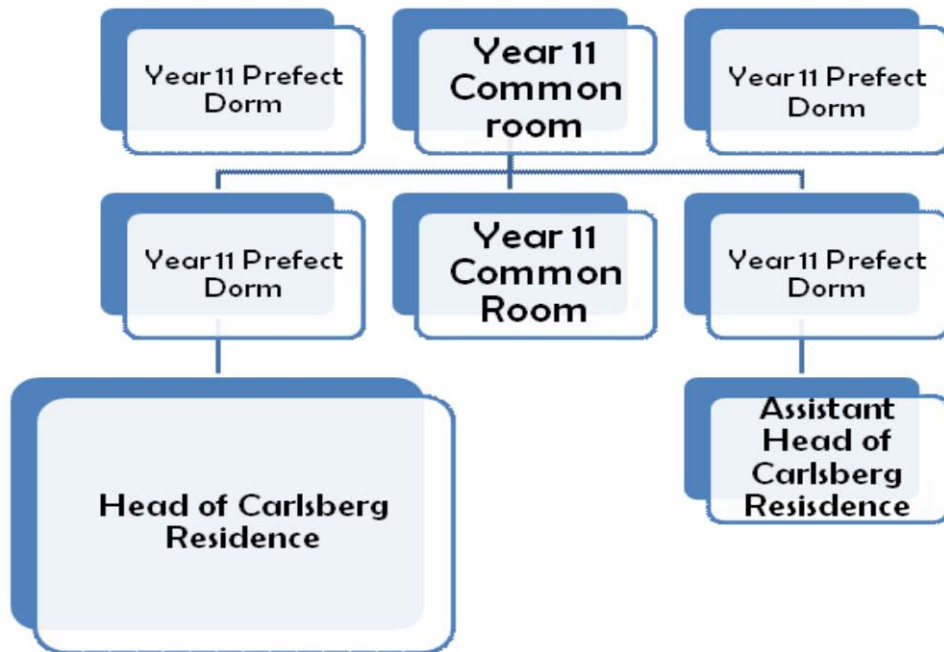 Year 11 Prefect
Dorm
Year 11
Common
room
Year 11 Prefect
Dorm
Year 11 Prefect
Dorm
Year 11
Common
Room
Year 11 Prefect
Dorm
Head of Carlsberg
Residence
Assistant
Head of
Carlsberg
Resisdence